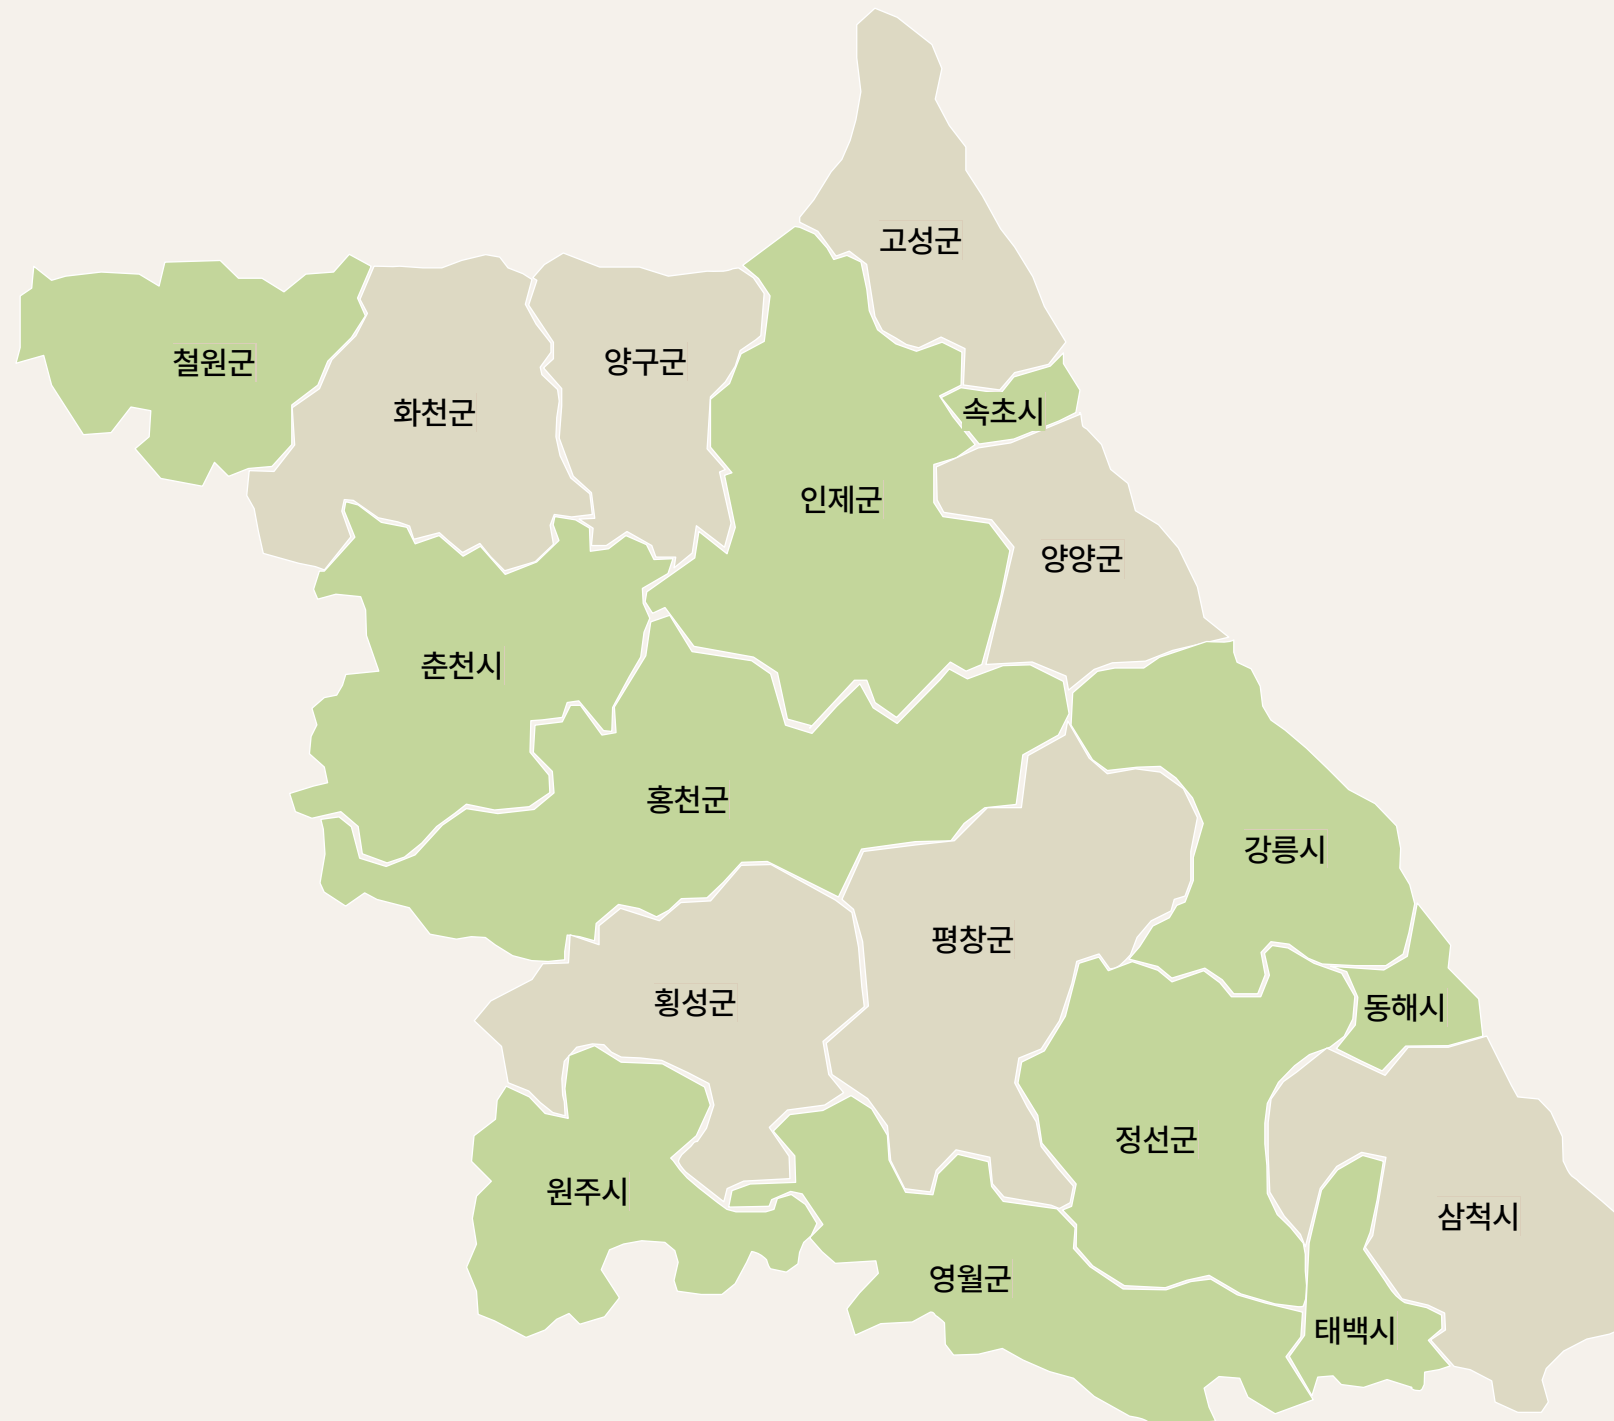 고성군
철원군
양구군
화천군
속초시
인제군
양양군
춘천시
홍천군
강릉시
평창군
횡성군
동해시
정선군
원주시
삼척시
영월군
태백시